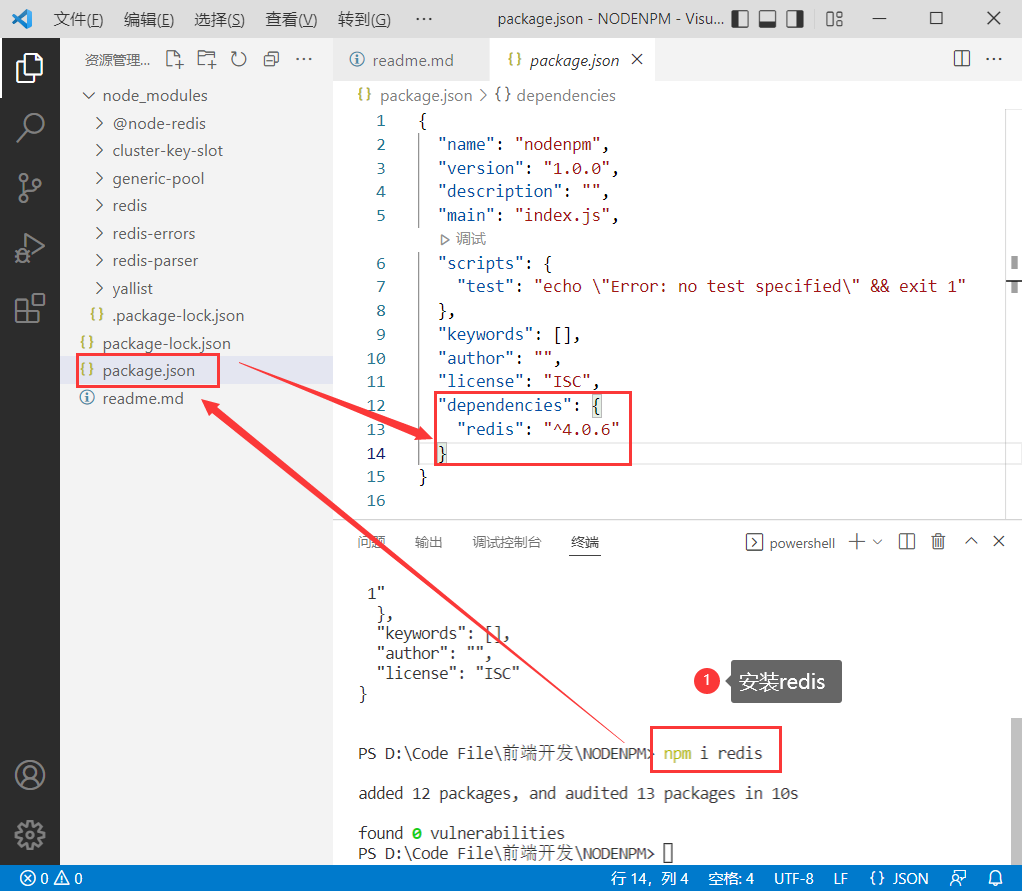 文件(F) 编辑(E) 选择(S) 查看(V) 转到(G) ··· package.json - NODENPM - Visu...
资源管理... ···
node_modules
@node-redis
cluster-key-slot
generic-pool
redis
redis-errors
redis-parser
yallist
{} .package-lock.json
{} package-lock.json
{} package.json
readme.md
readme.md {} package.json ···
{} package.json > {} dependencies
1 {
2 "name": "nodenpm",
3 "version": "1.0.0",
4 "description": "",
5 "main": "index.js",
调试
6 "scripts": {
7 "test": "echo \"Error: no test specified\" && exit 1"
8 },
9 "keywords": [],
10 "author": "",
11 "license": "ISC",
12 "dependencies": {
13 "redis": "^4.0.6"
14 }
15 }
16
问题 输出 调试控制台 终端 powershell
1"
},
"keywords": [],
"author": "",
"license": "ISC"
}
1 安装redis
PS D:\Code File\前端开发\NODENPM> npm i redis
added 12 packages, and audited 13 packages in 10s
found 0 vulnerabilities
PS D:\Code File\前端开发\NODENPM>
0 0 行 14，列 4 空格: 4 UTF-8 LF {} JSON